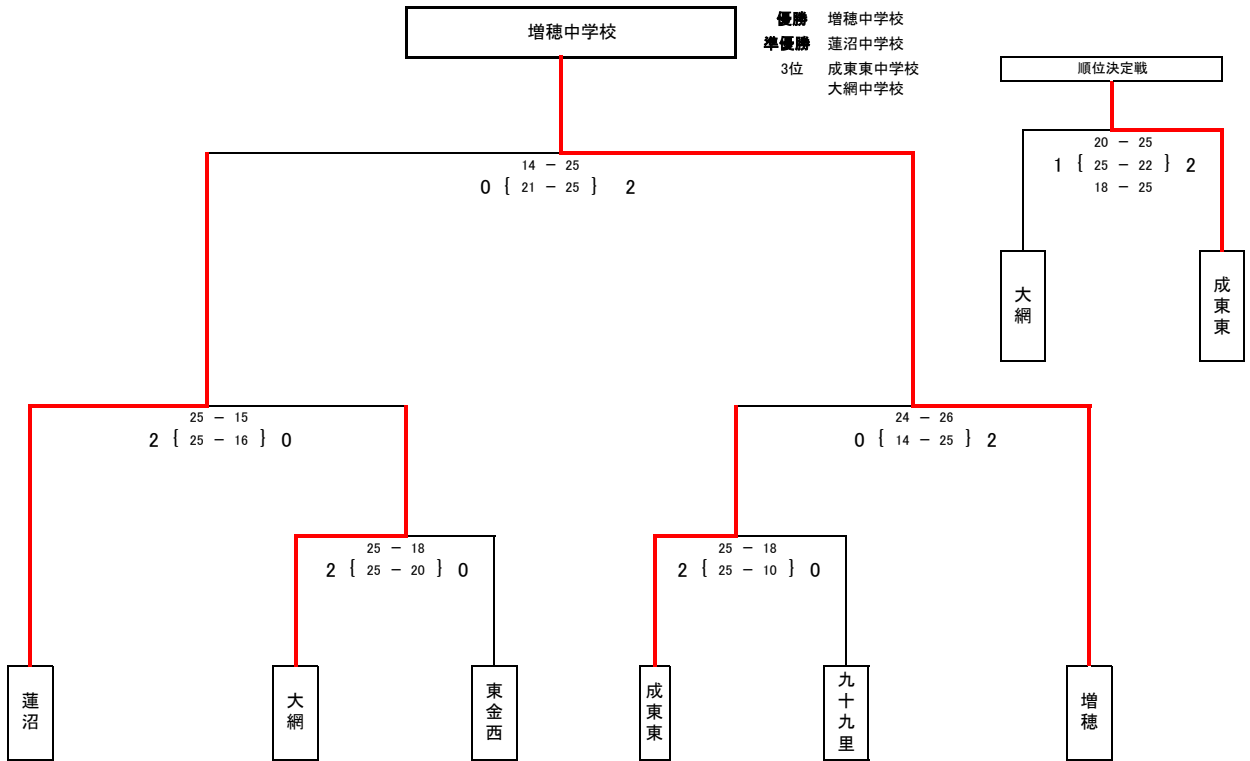 増穂中学校
優勝 増穂中学校
準優勝 蓮沼中学校
3位 成東東中学校
大網中学校
順位決定戦
20 － 25
1 { 25 － 22 } 2
18 － 25
大網
成東東
14 － 25
0 { 21 － 25 } 2
25 － 15
2 { 25 － 16 } 0
24 － 26
0 { 14 － 25 } 2
25 － 18
2 { 25 － 20 } 0
25 － 18
2 { 25 － 10 } 0
蓮沼
大網
東金西
成東東
九十九里
増穂